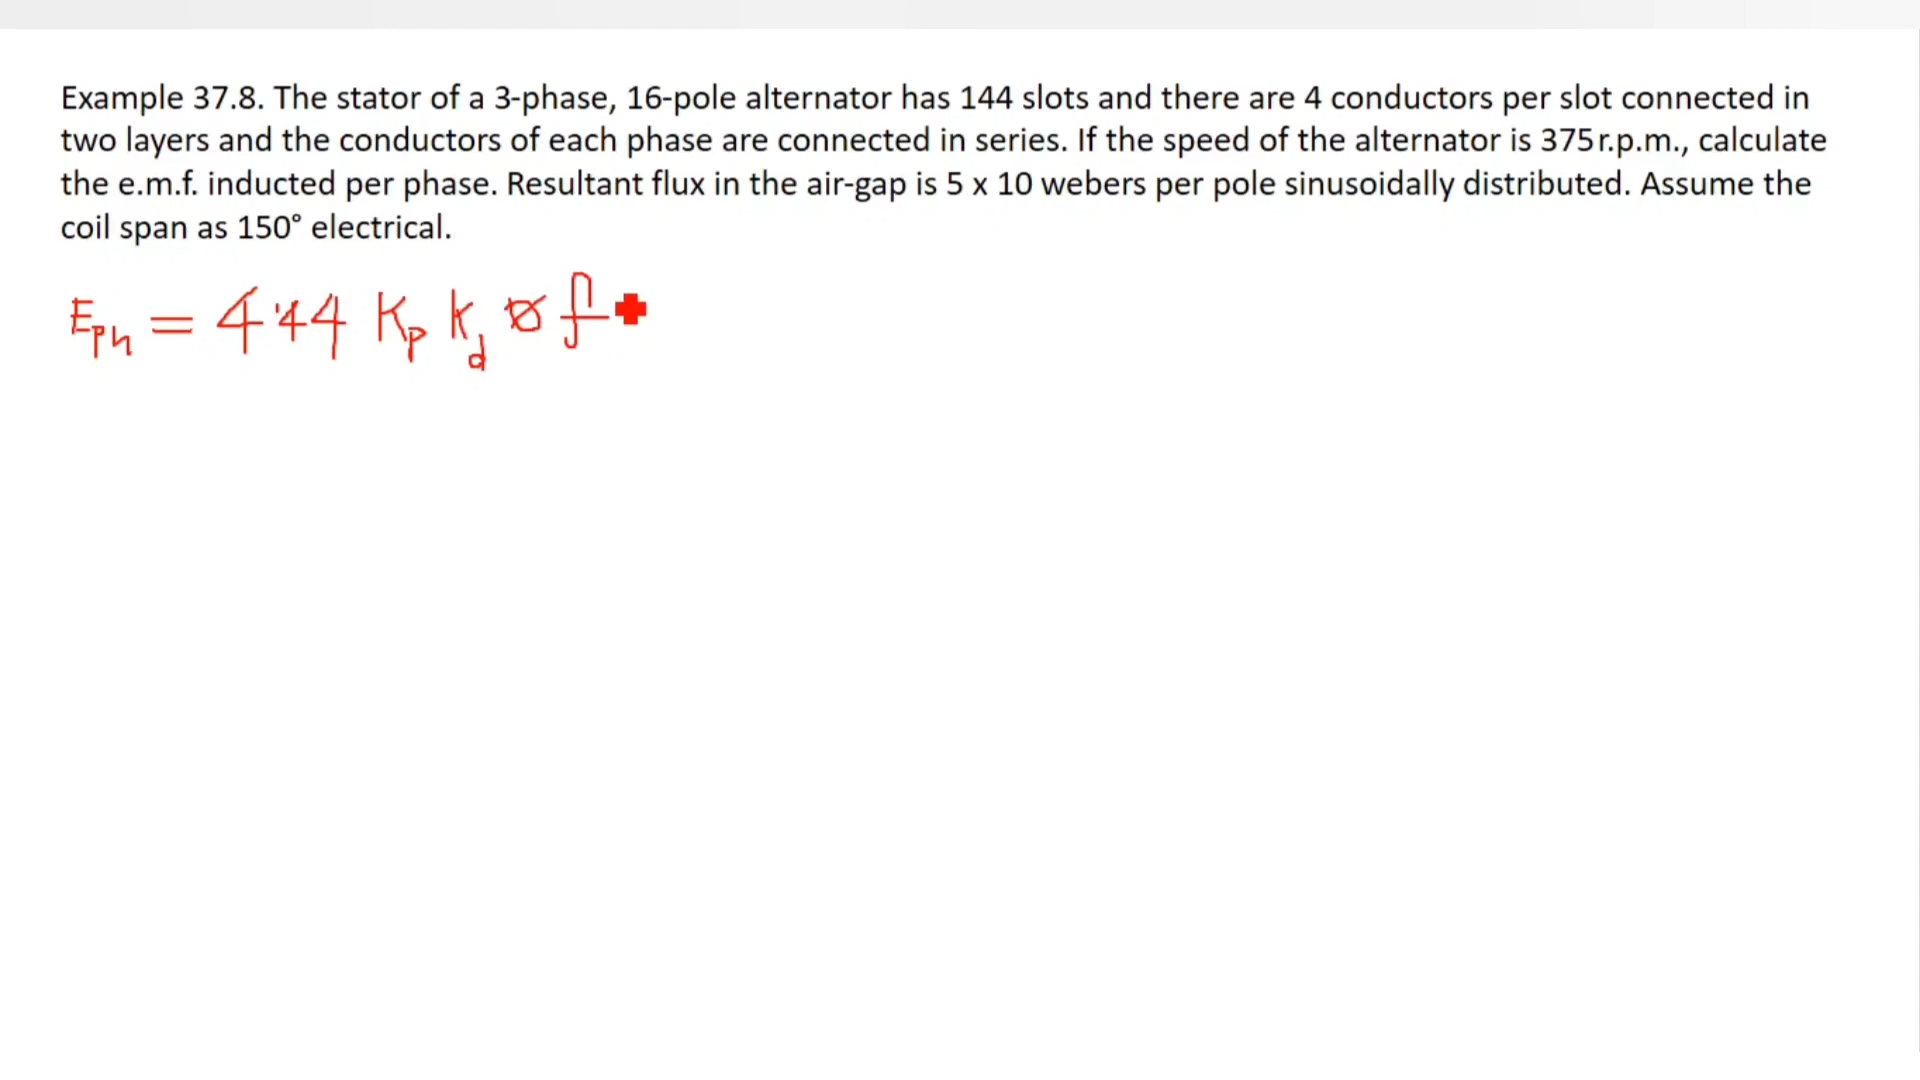 Example 37.8. The stator of a 3-phase, 16-pole alternator has 144 slots and there are 4 conductors per slot connected in
two layers and the conductors of each phase are connected in series. If the speed of the alternator is 375r.p.m., calculate
the e.m.f. inducted per phase. Resultant flux in the air-gap is 5 x 10 webers per pole sinusoidally distributed. Assume the
coil span as 150° electrical.
Eph = 4.44 Kp kd ø f